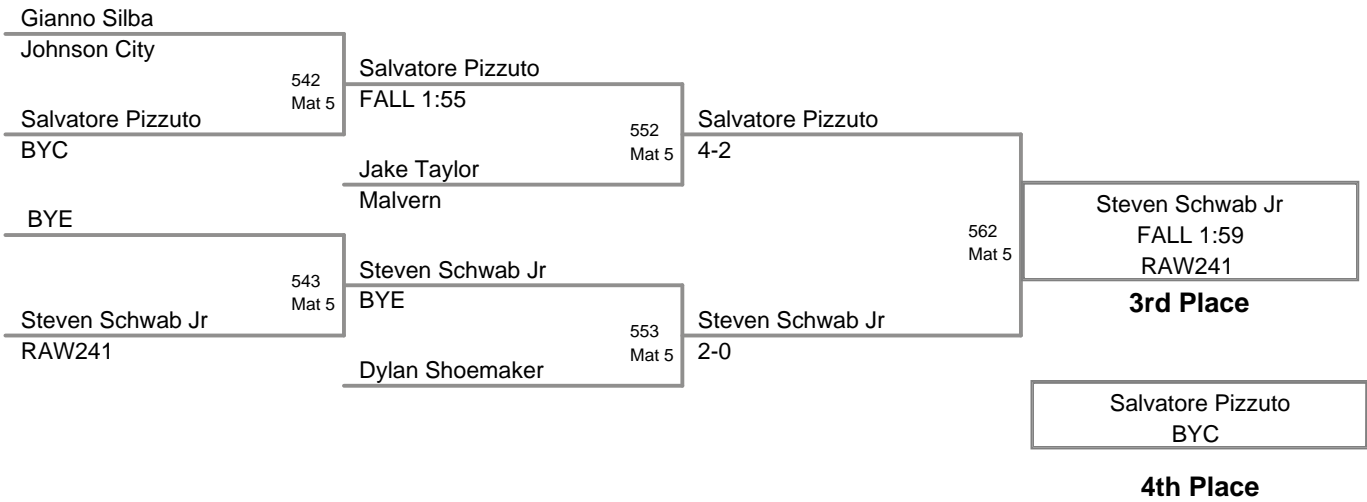 Gianno Silba
Johnson City
542
Mat 5
Salvatore Pizzuto
BYC
Salvatore Pizzuto
FALL 1:55
552
Mat 5
Jake Taylor
Malvern
Salvatore Pizzuto
4-2
BYE
543
Mat 5
Steven Schwab Jr
RAW241
Steven Schwab Jr
BYE
553
Mat 5
Dylan Shoemaker
Steven Schwab Jr
2-0
562
Mat 5
Steven Schwab Jr
FALL 1:59
RAW241
3rd Place
Salvatore Pizzuto
BYC
4th Place